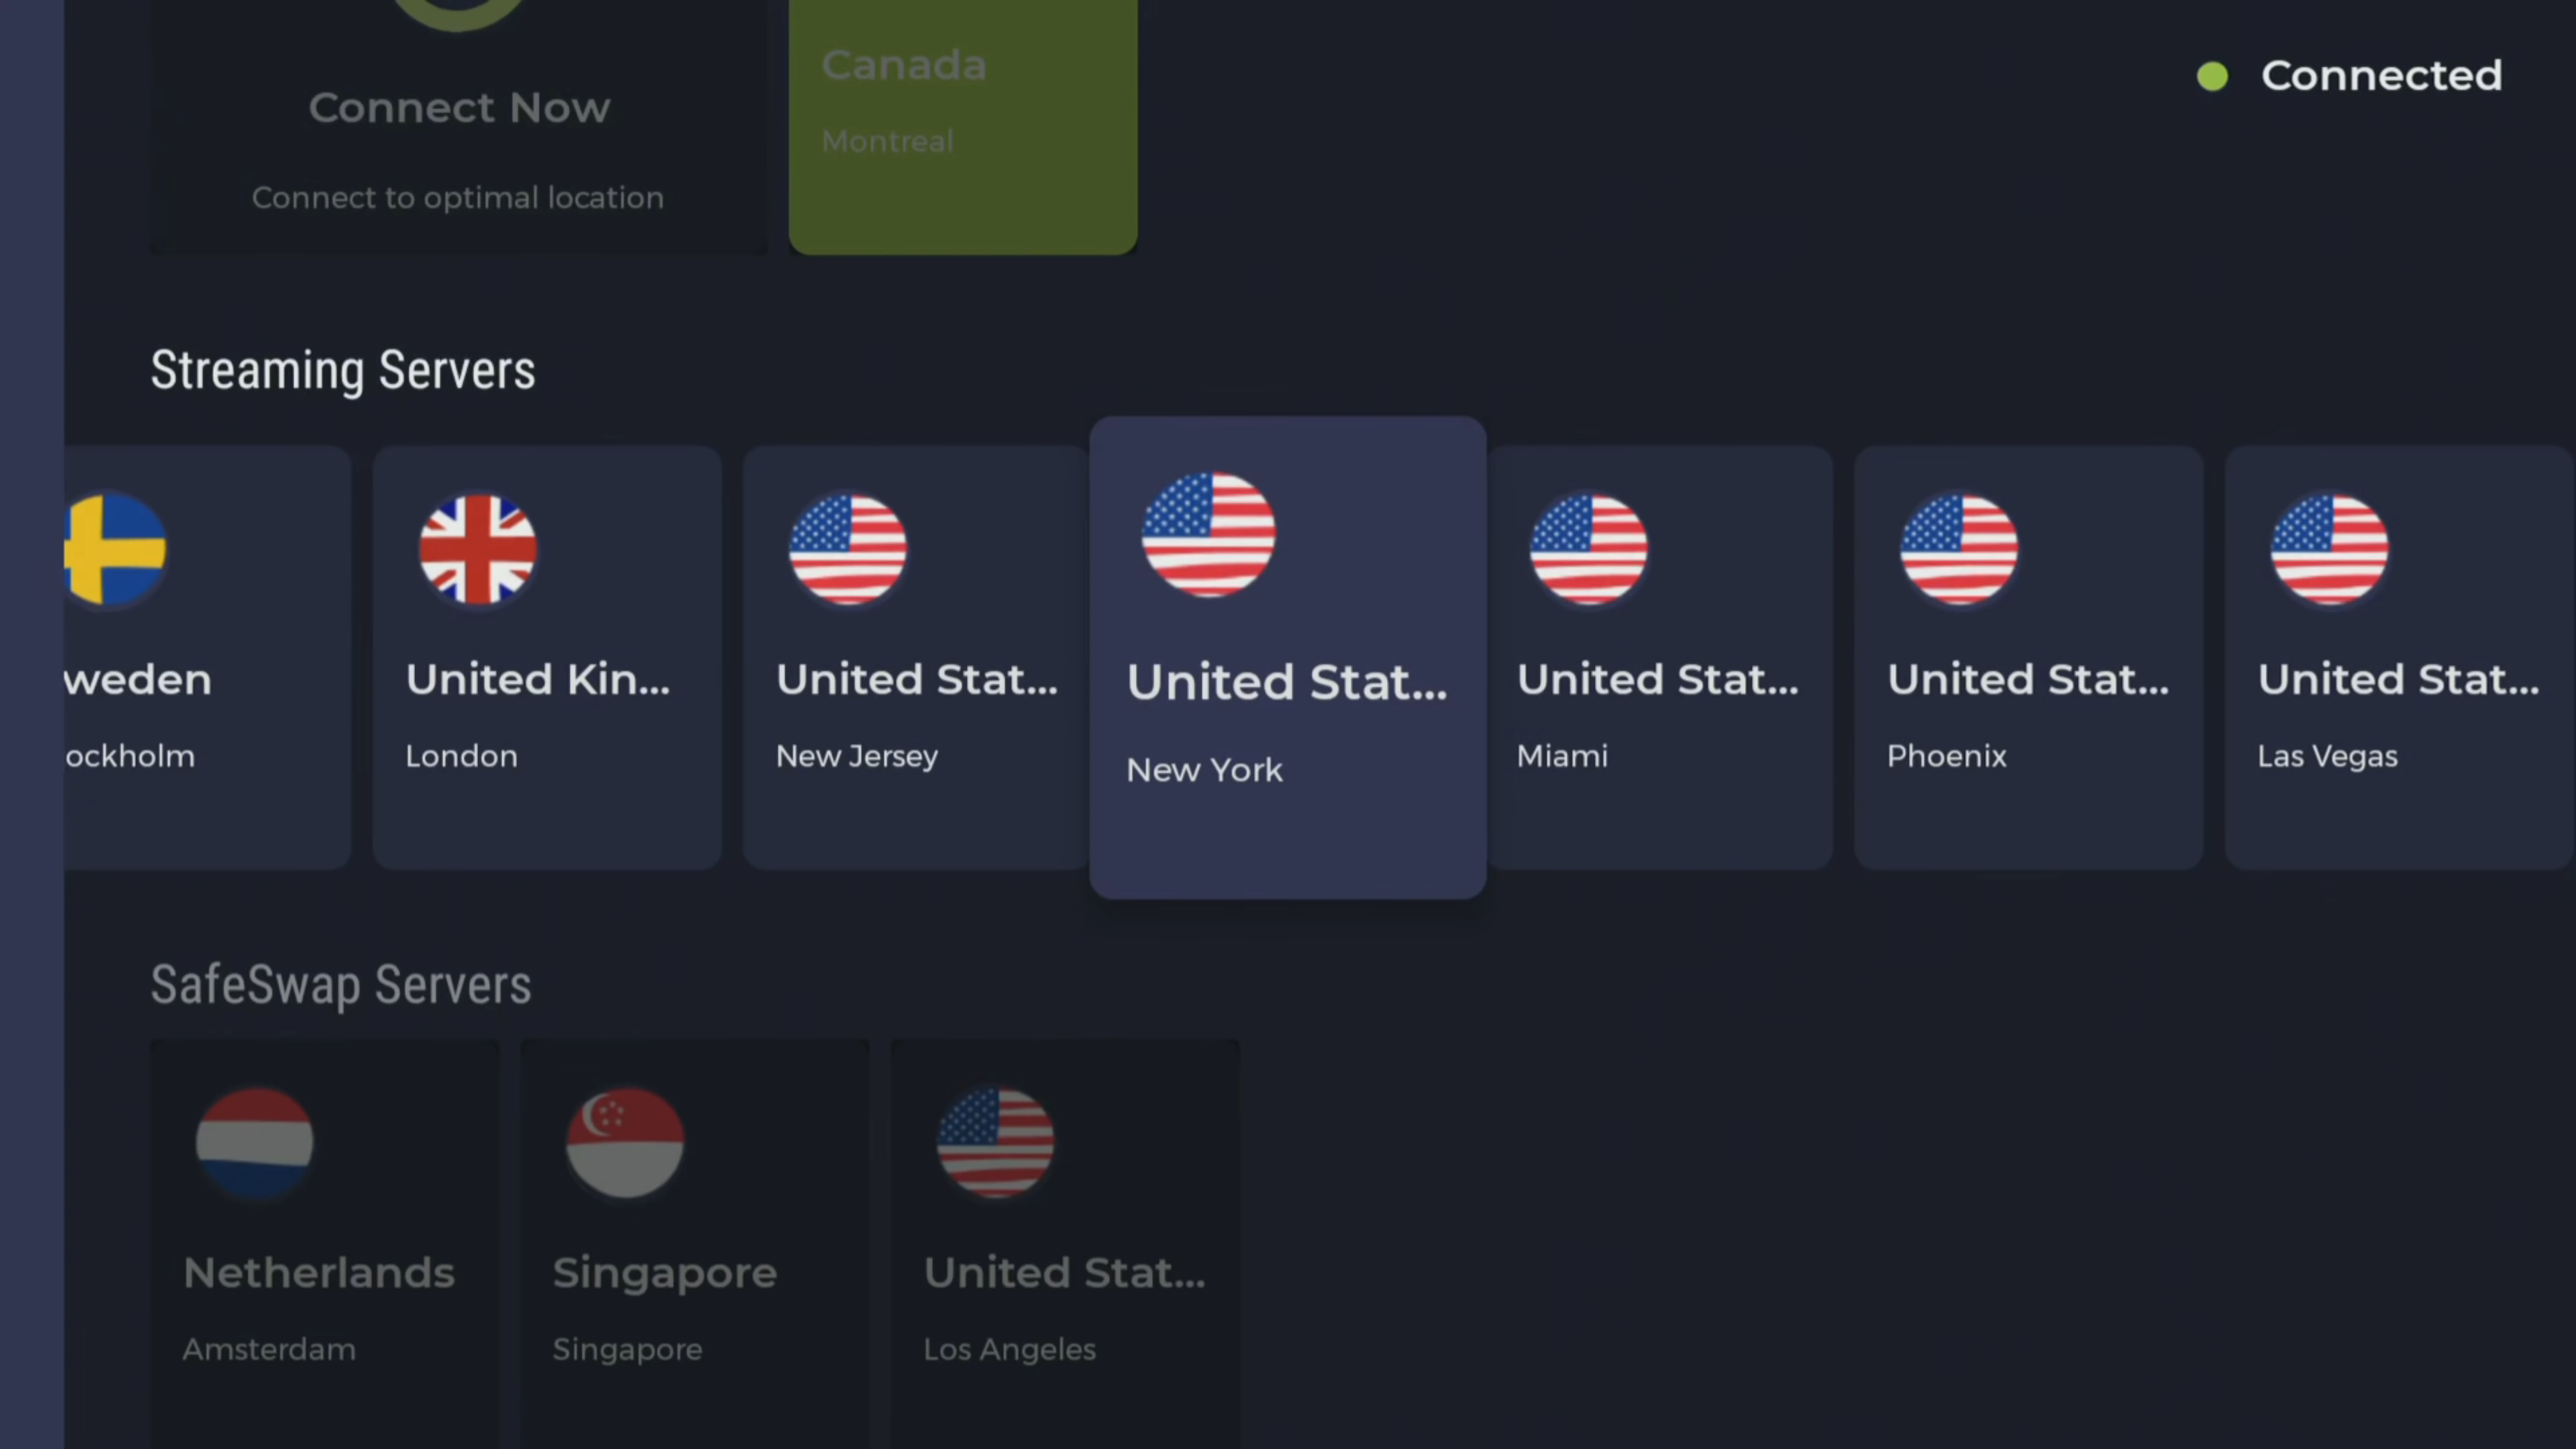 Canada
Connected
Connect Now
Montreal
Connect to optimal location
Streaming Servers
weden
United Kin...
United Stat...
United Stat...
United Stat...
United Stat...
United Stat...
ockholm
London
New Jersey
New York
Miami
Phoenix
Las Vegas
SafeSwap Servers
Netherlands
Singapore
United Stat...
Amsterdam
Singapore
Los Angeles